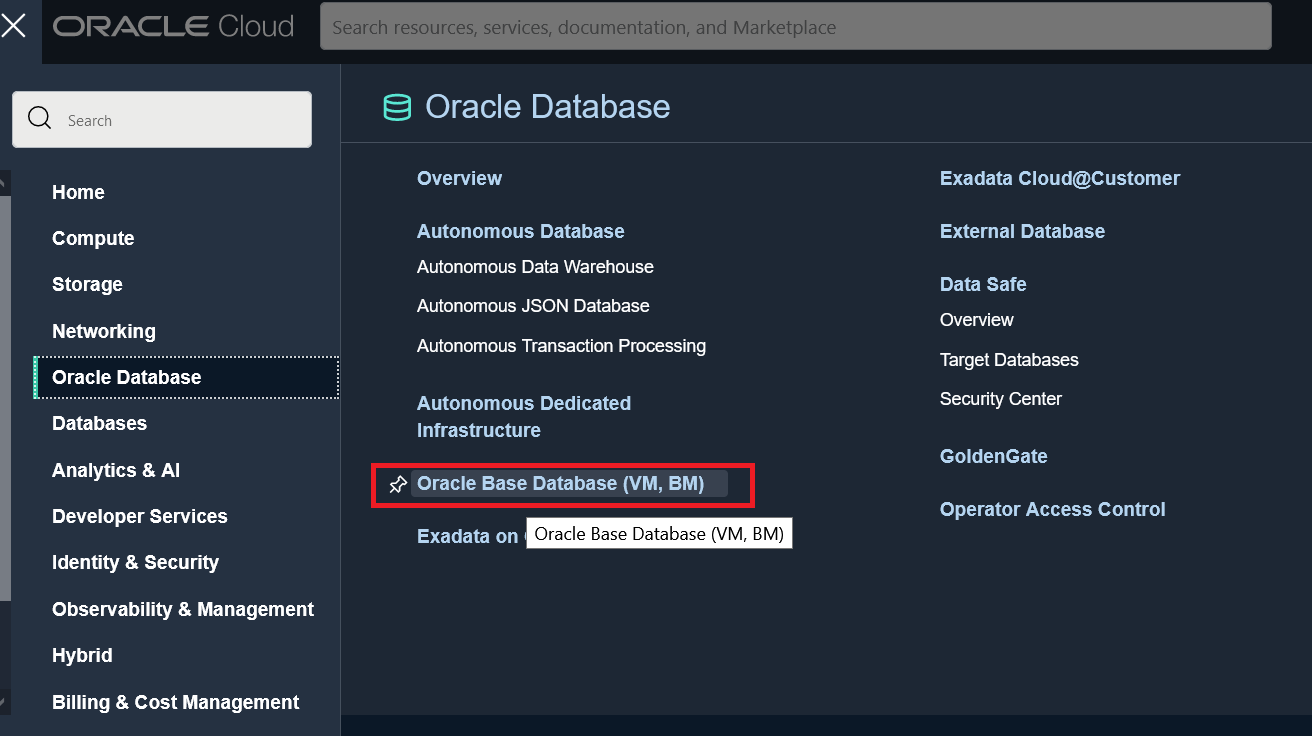 ORACLE Cloud
Search resources, services, documentation, and Marketplace
Search
Home
Compute
Storage
Networking
Oracle Database
Databases
Analytics & AI
Developer Services
Identity & Security
Observability & Management
Hybrid
Billing & Cost Management
Oracle Database
Overview
Autonomous Database
Autonomous Data Warehouse
Autonomous JSON Database
Autonomous Transaction Processing
Autonomous Dedicated
Infrastructure
Oracle Base Database (VM, BM)
Exadata on
Oracle Base Database (VM, BM)
Exadata Cloud@Customer
External Database
Data Safe
Overview
Target Databases
Security Center
GoldenGate
Operator Access Control